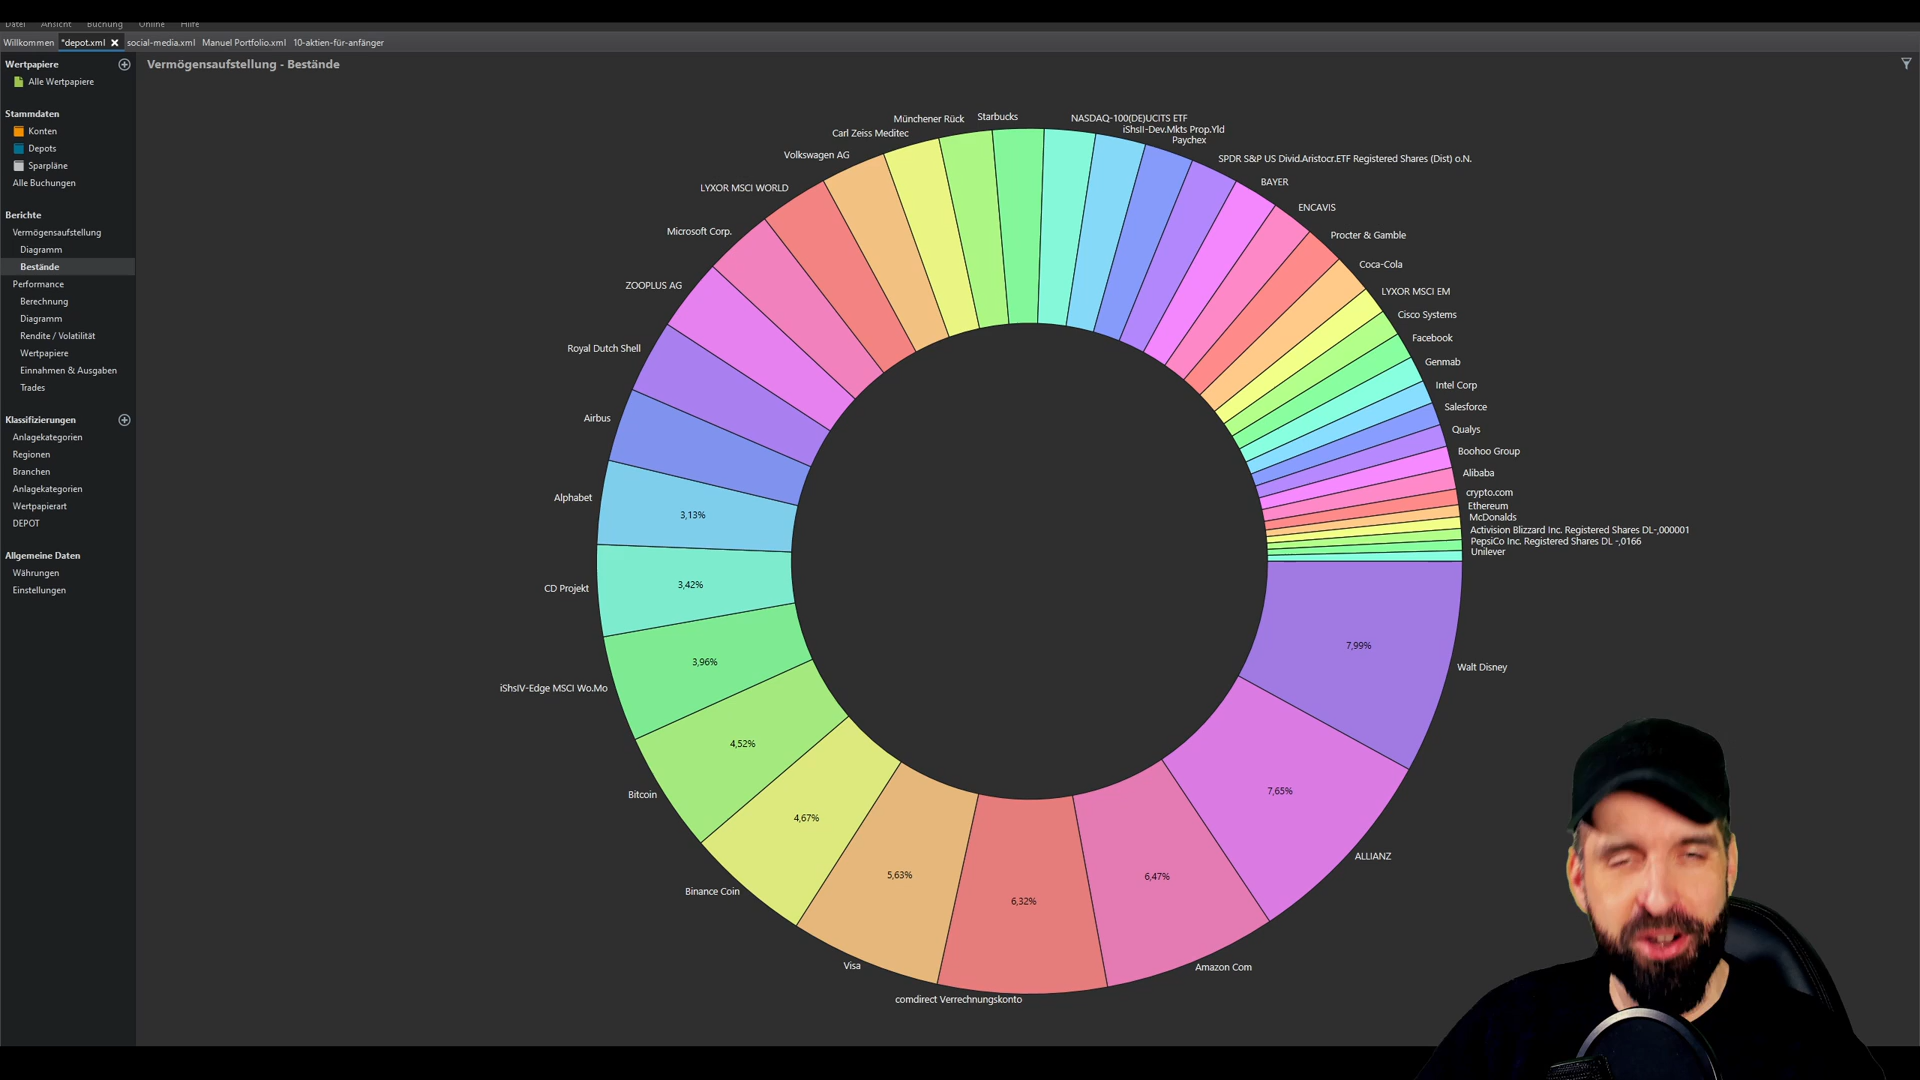 Datei Ansicht Buchung Online Hilfe
Willkommen *depot.xml social-media.xml Manuel Portfolio.xml 10-aktien-für-anfänger
Wertpapiere
Alle Wertpapiere
Stammdaten
Konten
Depots
Sparpläne
Alle Buchungen
Berichte
Vermögensaufstellung
Diagramm
Bestände
Performance
Berechnung
Diagramm
Rendite / Volatilität
Wertpapiere
Einnahmen & Ausgaben
Trades
Klassifizierungen
Anlagekategorien
Regionen
Branchen
Anlagekategorien
Wertpapierart
DEPOT
Allgemeine Daten
Währungen
Einstellungen
Vermögensaufstellung - Bestände
Starbucks
NASDAQ-100(DE)UCITS ETF
iShsII-Dev.Mkts Prop.Yld
Paychex
SPDR S&P US Divid.Aristocr.ETF Registered Shares (Dist) o.N.
BAYER
ENCAVIS
Procter & Gamble
Coca-Cola
LYXOR MSCI EM
Cisco Systems
Facebook
Genmab
Intel Corp
Salesforce
Qualys
Boohoo Group
Alibaba
crypto.com
Ethereum
McDonalds
Activision Blizzard Inc. Registered Shares DL-,000001
PepsiCo Inc. Registered Shares DL -,0166
Unilever
7,99%
Walt Disney
7,65%
ALLIANZ
6,47%
Amazon Com
6,32%
comdirect Verrechnungskonto
5,63%
Visa
4,67%
Binance Coin
4,52%
Bitcoin
3,96%
iShsIV-Edge MSCI Wo.Mo
3,42%
CD Projekt
3,13%
Alphabet
Airbus
Royal Dutch Shell
ZOOPLUS AG
Microsoft Corp.
LYXOR MSCI WORLD
Volkswagen AG
Carl Zeiss Meditec
Münchener Rück